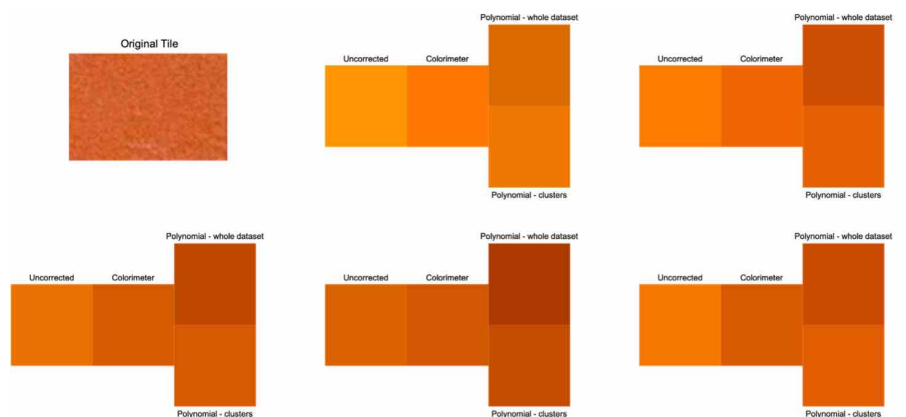 Original Tile
Polynomial - whole dataset
Uncorrected Colorimeter
Polynomial - clusters
Polynomial - whole dataset
Uncorrected Colorimeter
Polynomial - clusters
Polynomial - whole dataset
Uncorrected Colorimeter
Polynomial - clusters
Polynomial - whole dataset
Uncorrected Colorimeter
Polynomial - clusters
Polynomial - whole dataset
Uncorrected Colorimeter
Polynomial - clusters